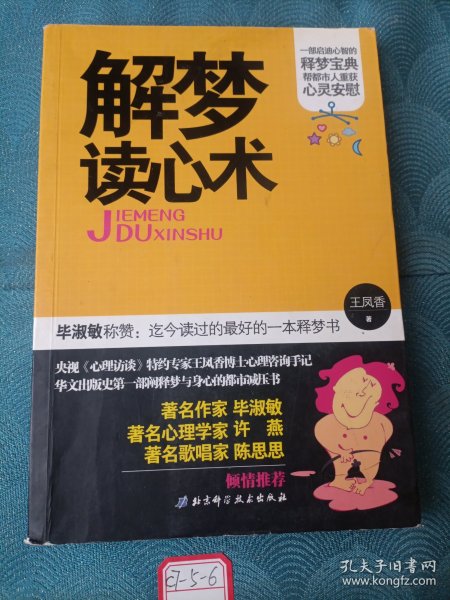 一部启迪心智的
释梦宝典
帮都市人重获
心灵安慰
解梦
读心术
JIEMENG
DUXINSHU
王凤香
著
毕淑敏称赞：迄今读过的最好的一本释梦书
央视《心理访谈》特约专家王凤香博士心理咨询手记
华文出版史第一部阐释梦与身心的都市减压书
著名作家 毕淑敏
著名心理学家 许 燕
著名歌唱家 陈思思
倾情推荐
北京科学技术出版社
C7-5-6
孔夫子旧书网
www.kongfz.com